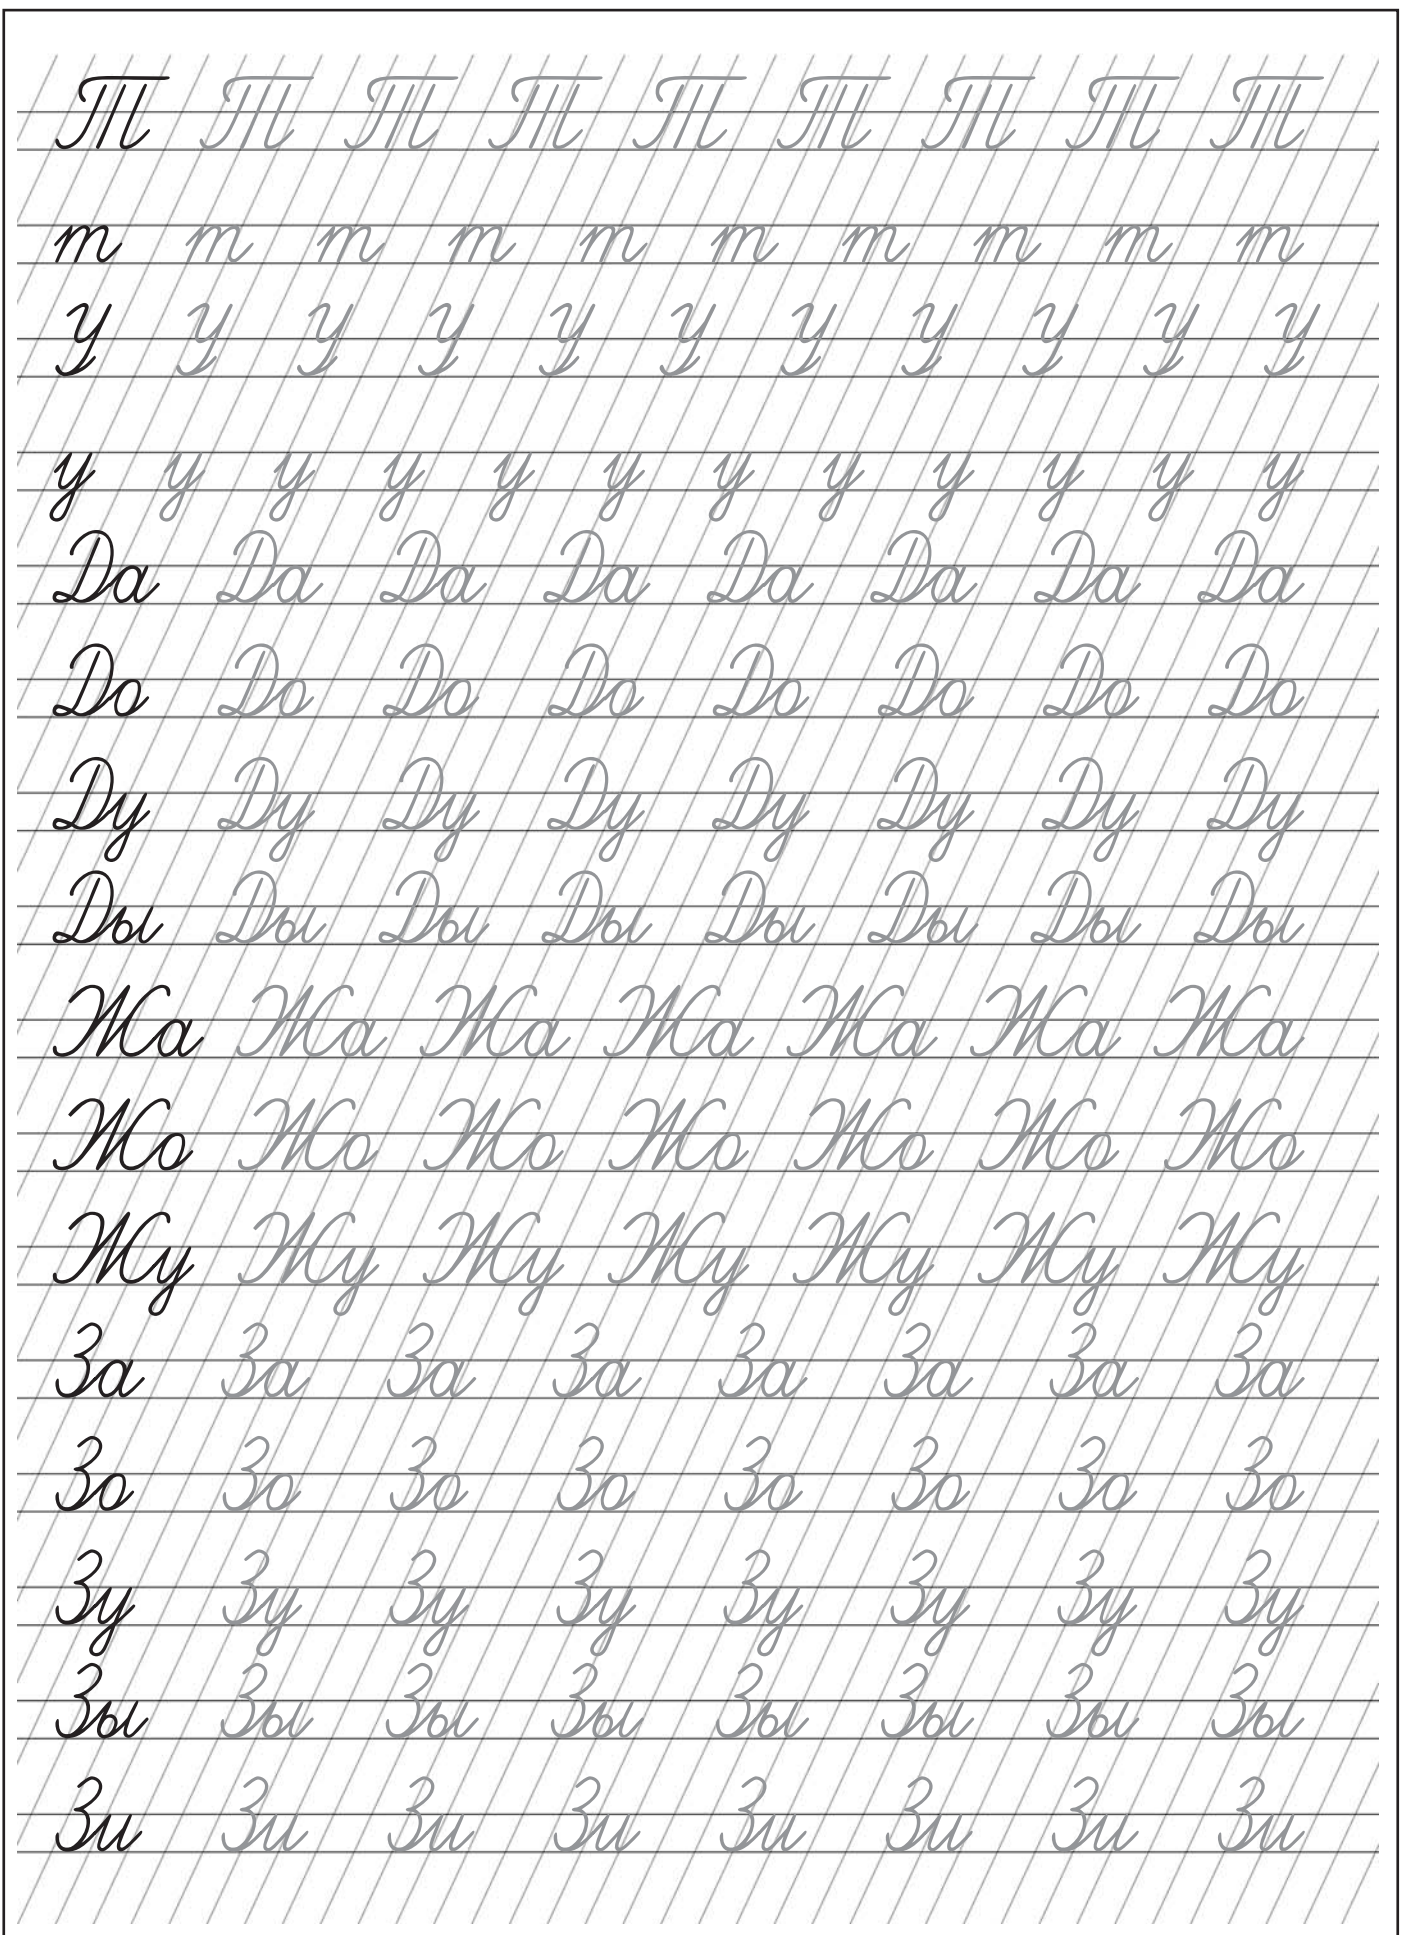 Т Т Т Т Т Т Т Т Т
т т т т т т т т т т
У У У У У У У У У У У
у у у у у у у у у у у у
Да Да Да Да Да Да Да Да
До До До До До До До До
Ду Ду Ду Ду Ду Ду Ду Ду
Ды Ды Ды Ды Ды Ды Ды Ды
Жа Жа Жа Жа Жа Жа Жа
Жо Жо Жо Жо Жо Жо Жо
Жу Жу Жу Жу Жу Жу Жу
За За За За За За За За
Зо Зо Зо Зо Зо Зо Зо Зо
Зу Зу Зу Зу Зу Зу Зу Зу
Зы Зы Зы Зы Зы Зы Зы Зы
Зи Зи Зи Зи Зи Зи Зи Зи